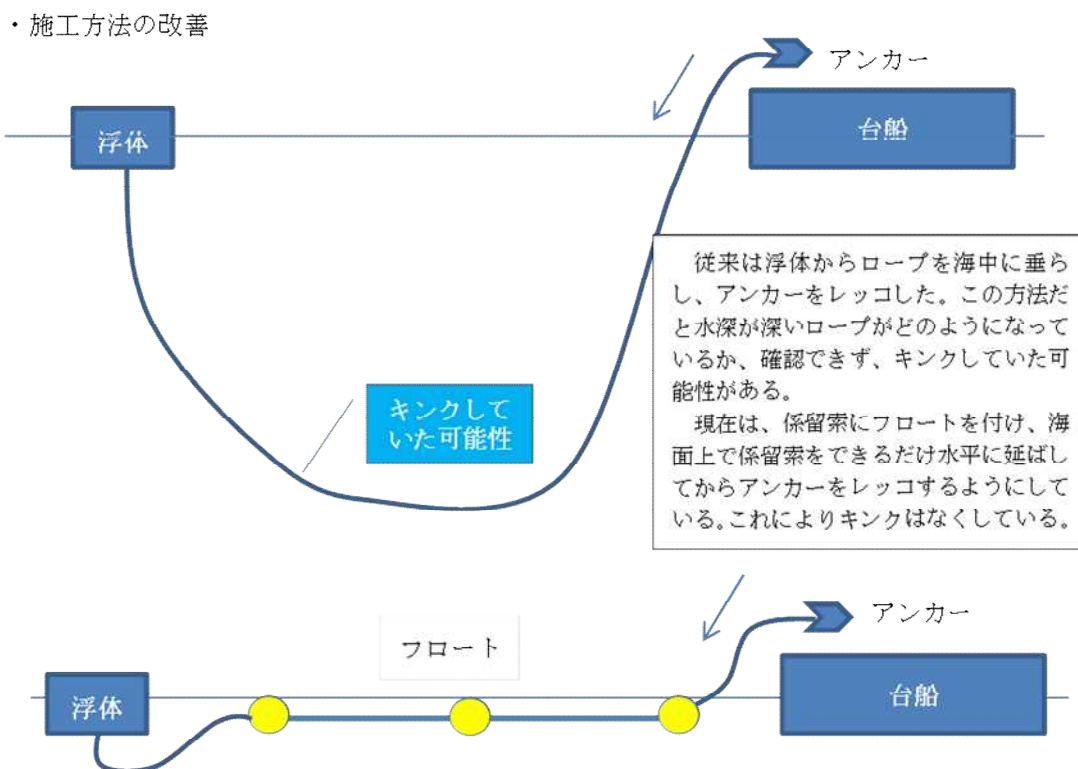 ・施工方法の改善
アンカー
浮体
台船
従来は浮体からロープを海中に垂ら
し、アンカーをレッコした。この方法だ
と水深が深いロープがどのようになって
いるか、確認できず、キンクしていた可
能性がある。
現在は、係留索にフロートを付け、海
面上で係留索をできるだけ水平に延ばし
てからアンカーをレッコするようにして
いる。これによりキンクはなくしている。
キンクして
いた可能性
アンカー
フロート
浮体
台船